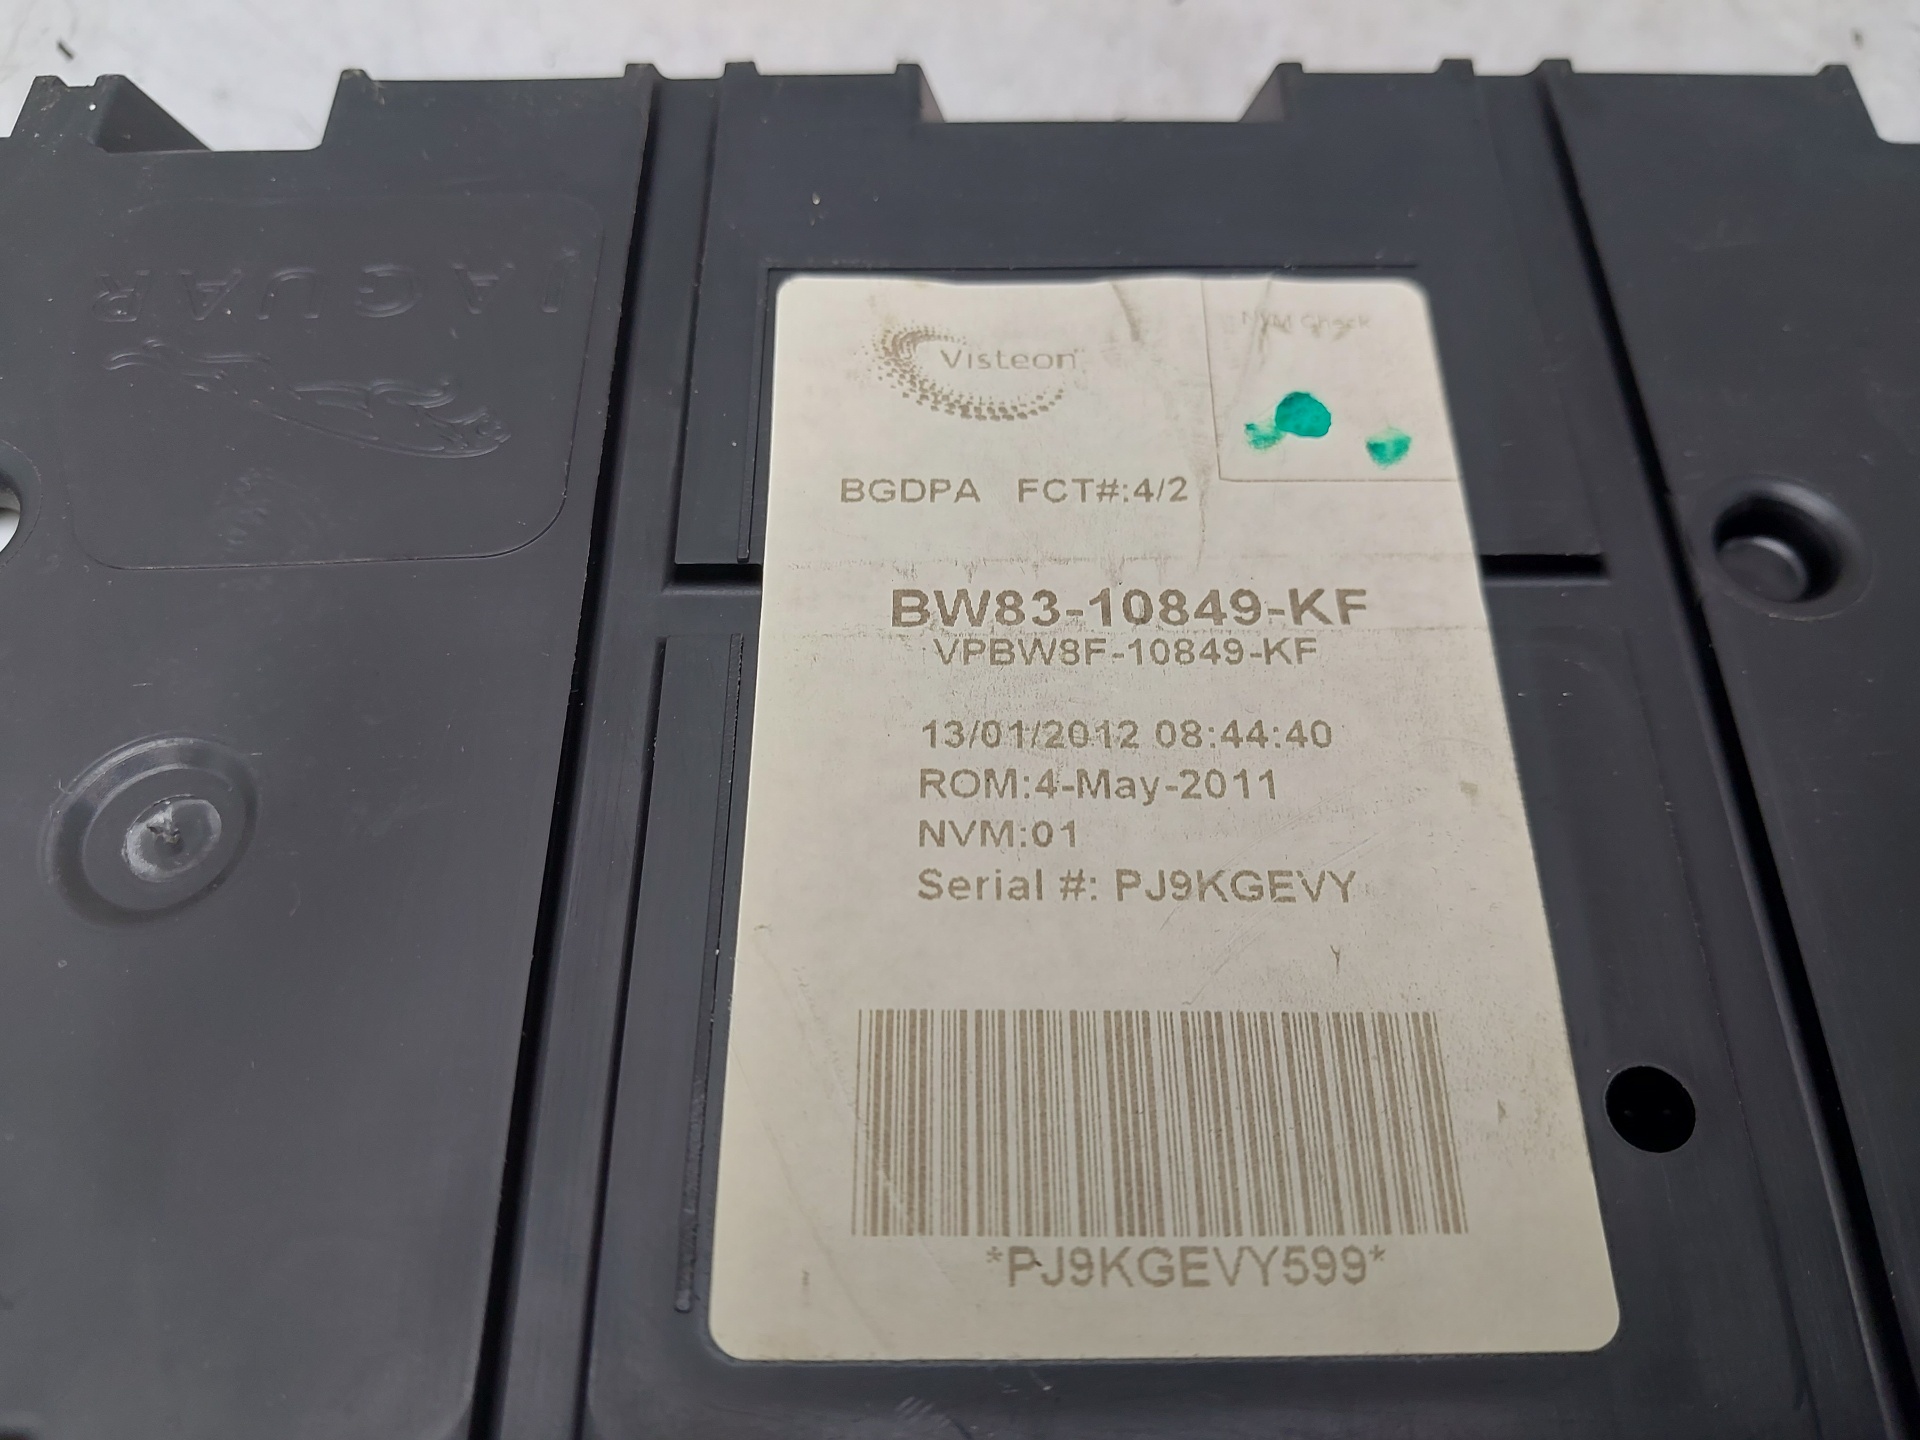 JAGUAR
Visteon
NVM Check
BGDPA FCT#:4/2
BW83-10849-KF
VPBW8F-10849-KF
13/01/2012 08:44:40
ROM:4-May-2011
NVM:01
Serial #: PJ9KGEVY
*PJ9KGEVY599*